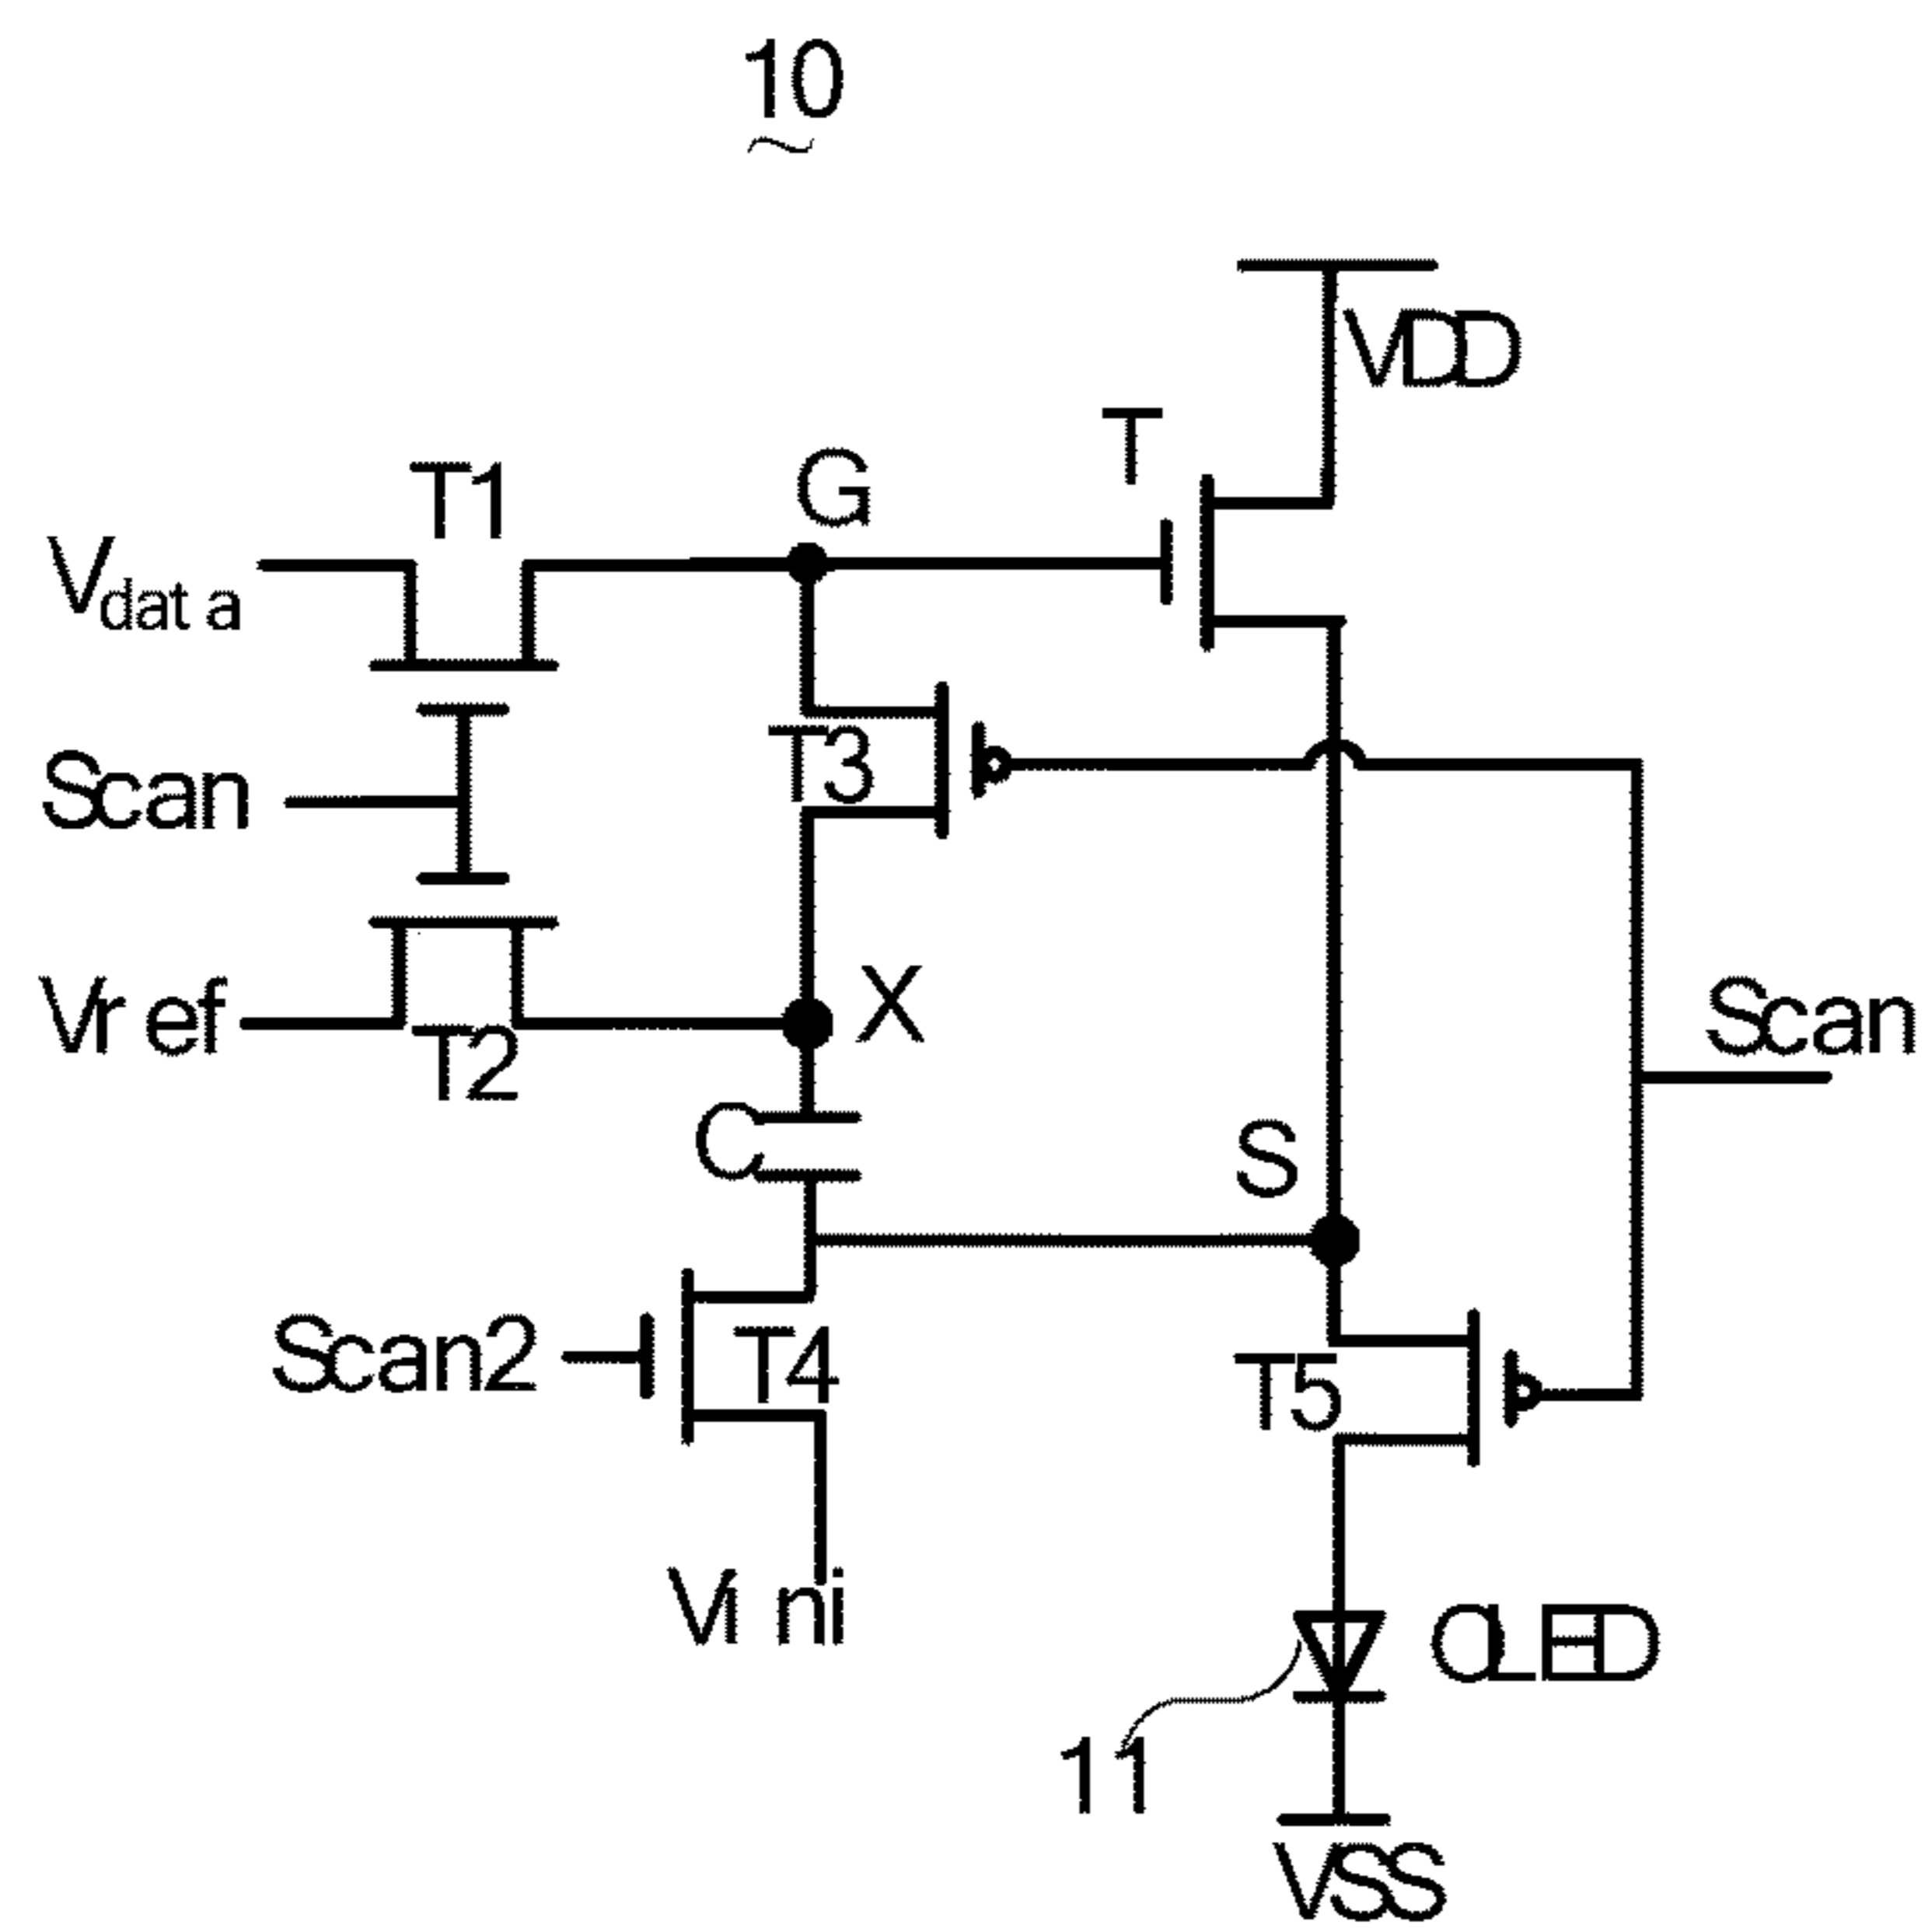 10
VDD
T
G
T1
Vdata
T3
Scan
X
Vref
T2
Scan
C
S
Scan2
T4
T5
Vini
OLED
11
VSS